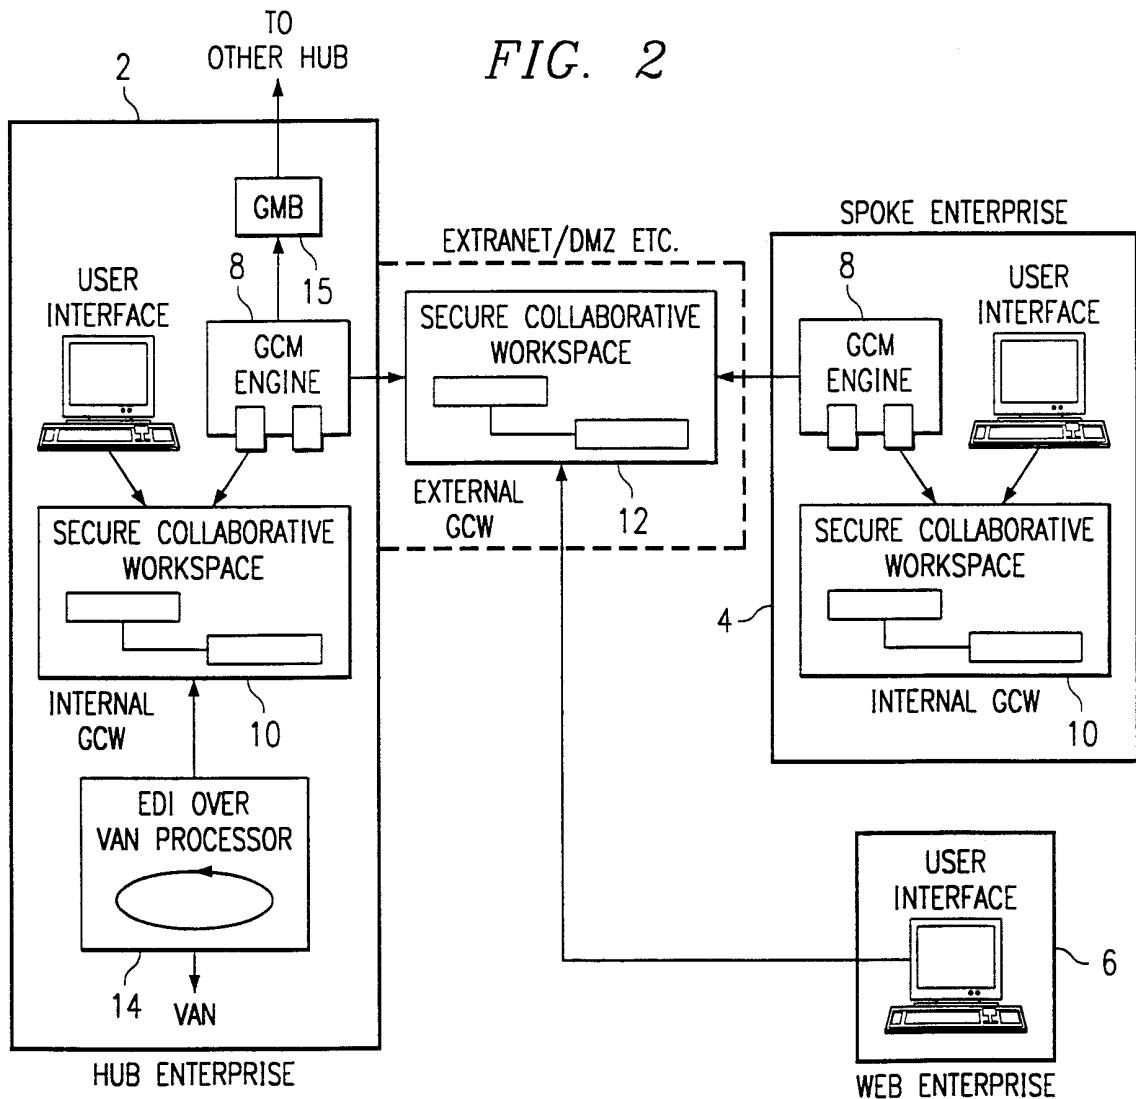 TO
OTHER HUB
FIG. 2
2
GMB
15
8
USER
INTERFACE
GCM
ENGINE
SECURE COLLABORATIVE
WORKSPACE
INTERNAL
GCW
10
EDI OVER
VAN PROCESSOR
14
VAN
HUB ENTERPRISE
EXTRANET/DMZ ETC.
SECURE COLLABORATIVE
WORKSPACE
EXTERNAL
GCW
12
SPOKE ENTERPRISE
8
GCM
ENGINE
USER
INTERFACE
SECURE COLLABORATIVE
WORKSPACE
4
INTERNAL GCW
10
USER
INTERFACE
6
WEB ENTERPRISE